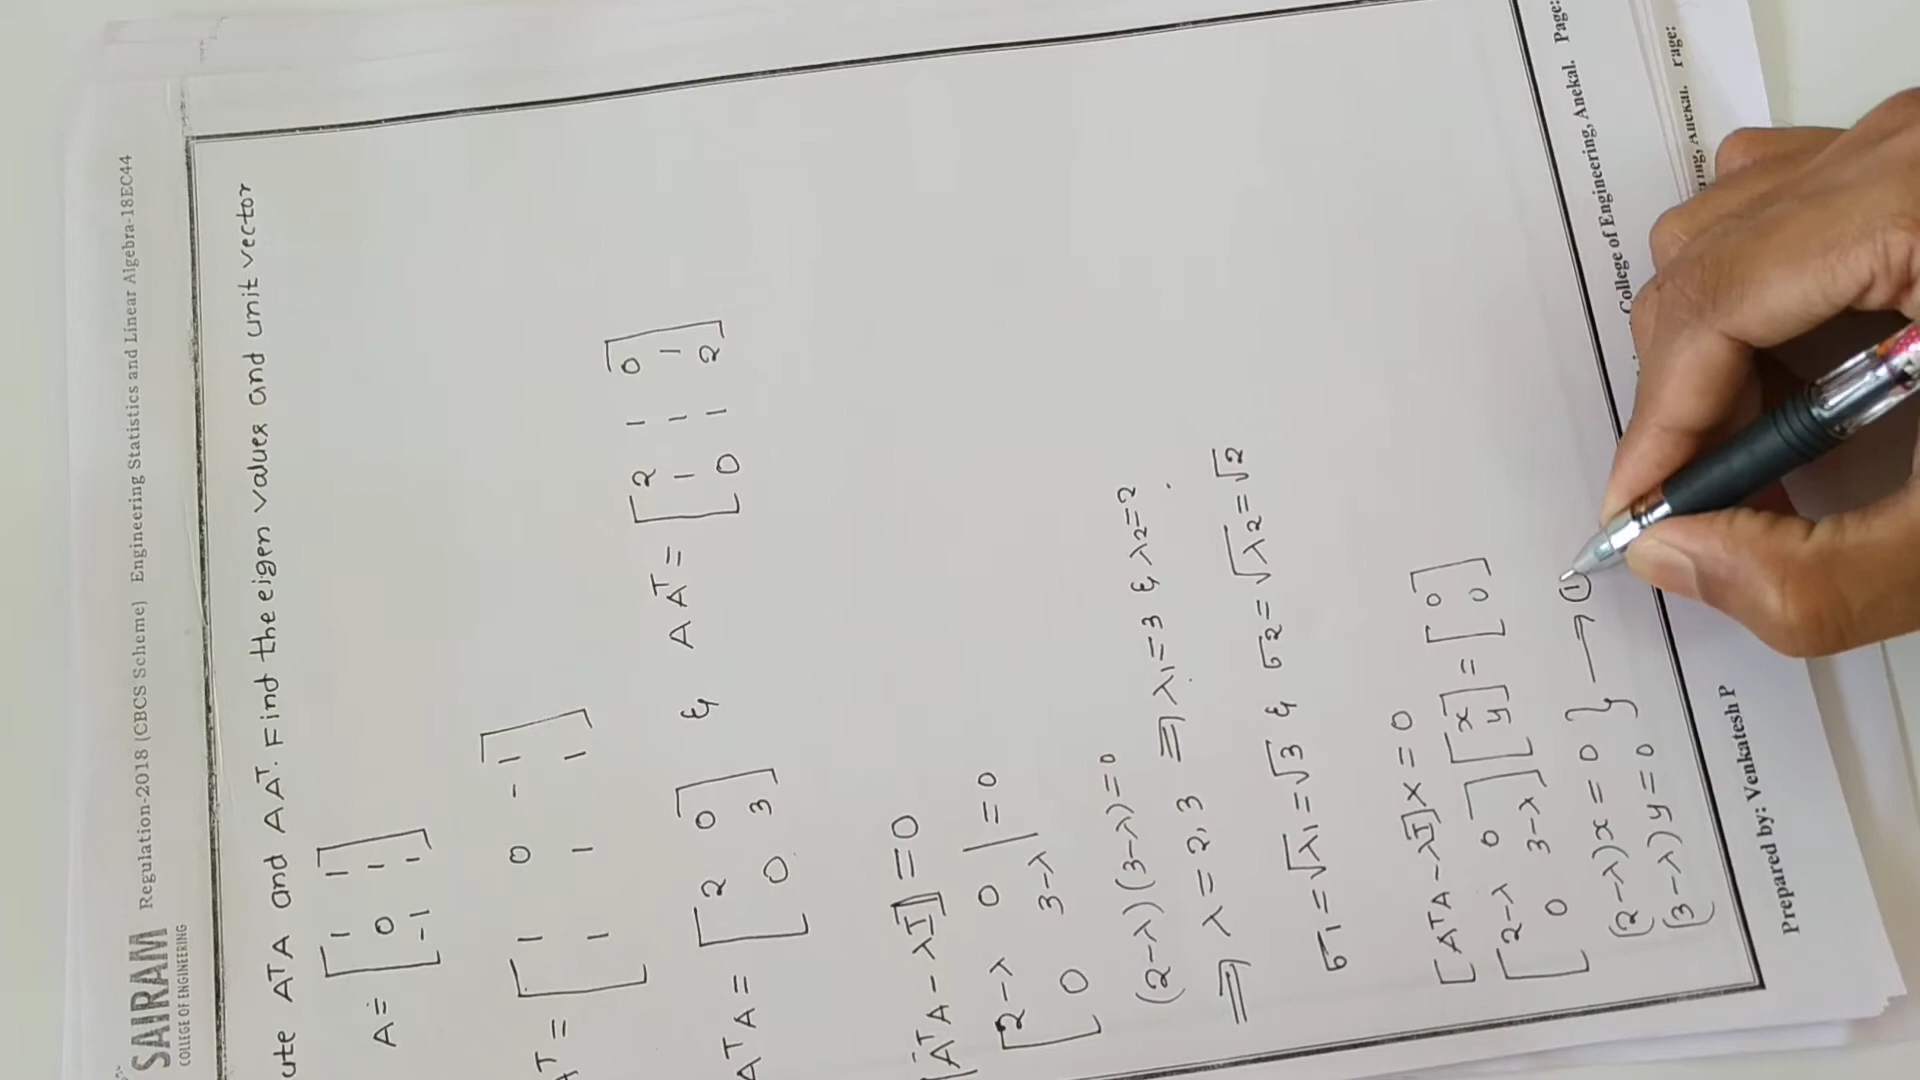 SAIRAM
COLLEGE OF ENGINEERING
Regulation-2018 (CBCS Scheme) Engineering Statistics and Linear Algebra-18EC44
ute AᵀA and AAᵀ. Find the eigen values and unit vector
A = [1 1
0 1
-1 1]
Aᵀ = [1 0 -1
1 1 1]
AᵀA = [2 0
0 3] & AAᵀ = [2 1 0
1 1 1
0 1 2]
[AᵀA - λI] = 0
[2-λ 0
0 3-λ| = 0
(2-λ)(3-λ) = 0
⇒ λ = 2, 3 ⇒ λ₁ = 3 & λ₂ = 2
σ₁ = √λ₁ = √3 & σ₂ = √λ₂ = √2
[AᵀA - λI]x = 0
[2-λ 0
0 3-λ] [x
y] = [0
0]
(2-λ)x = 0
(3-λ)y = 0 } → ①
Prepared by: Venkatesh P
College of Engineering, Anekal. Page:
ring, Anekal. Page: